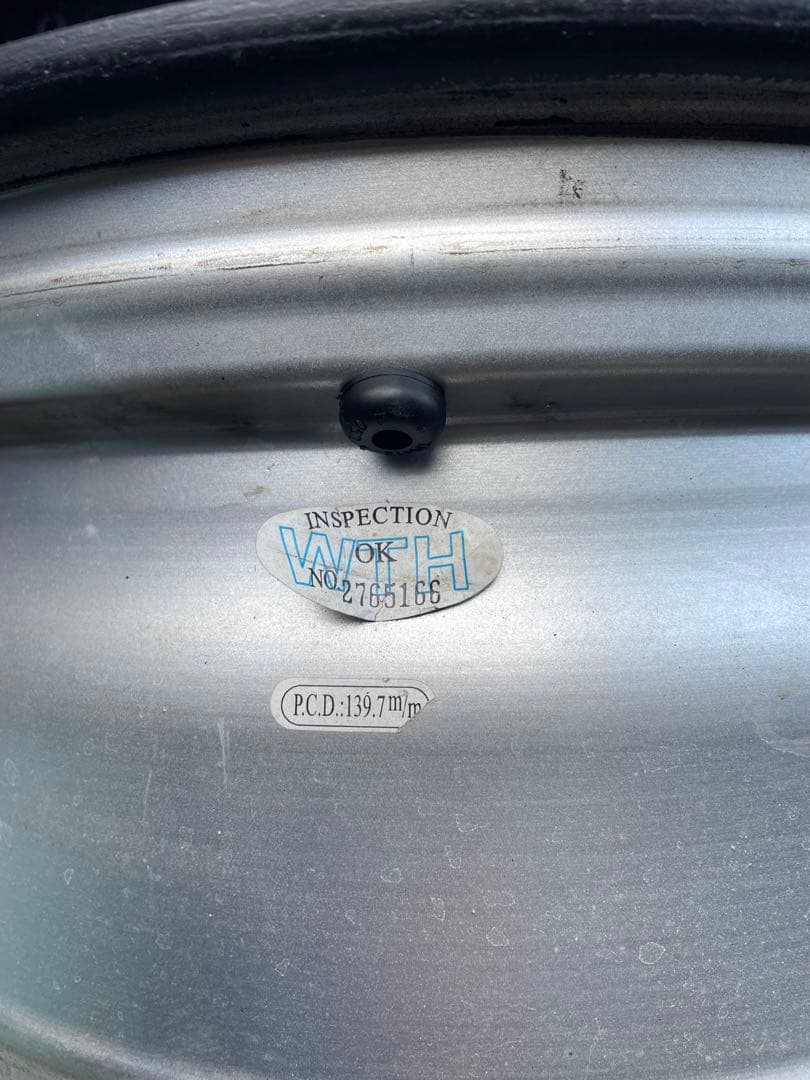 INSPECTION
WTH
OK
NO.2765166
P.C.D.:139.7m/m